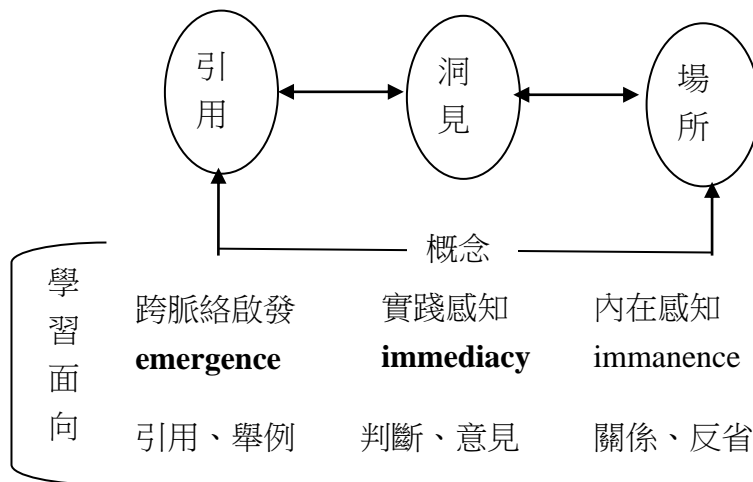 引用
洞見
場所
概念
學習面向
跨脈絡啟發 實踐感知 內在感知
emergence immediacy immanence
引用、舉例 判斷、意見 關係、反省